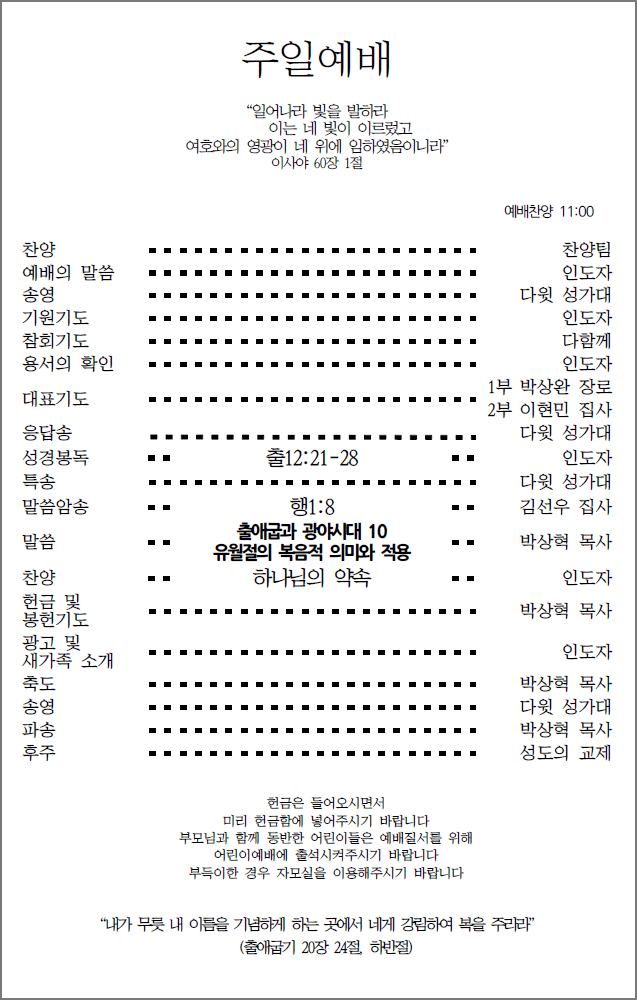 주일예배
“일어나라 빛을 발하라
이는 네 빛이 이르렀고
여호와의 영광이 네 위에 임하였음이니라”
이사야 60장 1절
예배찬양 11:00
찬양 찬양팀
예배의 말씀 인도자
송영 다윗 성가대
기원기도 인도자
참회기도 다함께
용서의 확인 인도자
대표기도 1부 박상완 장로
2부 이현민 집사
응답송 다윗 성가대
성경봉독 출12:21-28 인도자
특송 다윗 성가대
말씀암송 행1:8 김선우 집사
말씀 출애굽과 광야시대 10 박상혁 목사
유월절의 복음적 의미와 적용
찬양 하나님의 약속 인도자
헌금 및
봉헌기도 박상혁 목사
광고 및
새가족 소개 인도자
축도 박상혁 목사
송영 다윗 성가대
파송 박상혁 목사
후주 성도의 교제
헌금은 들어오시면서
미리 헌금함에 넣어주시기 바랍니다
부모님과 함께 동반한 어린이들은 예배질서를 위해
어린이예배에 출석시켜주시기 바랍니다
부득이한 경우 자모실을 이용해주시기 바랍니다
“내가 무릇 내 이름을 기념하게 하는 곳에서 네게 강림하여 복을 주리라”
(출애굽기 20장 24절, 하반절)